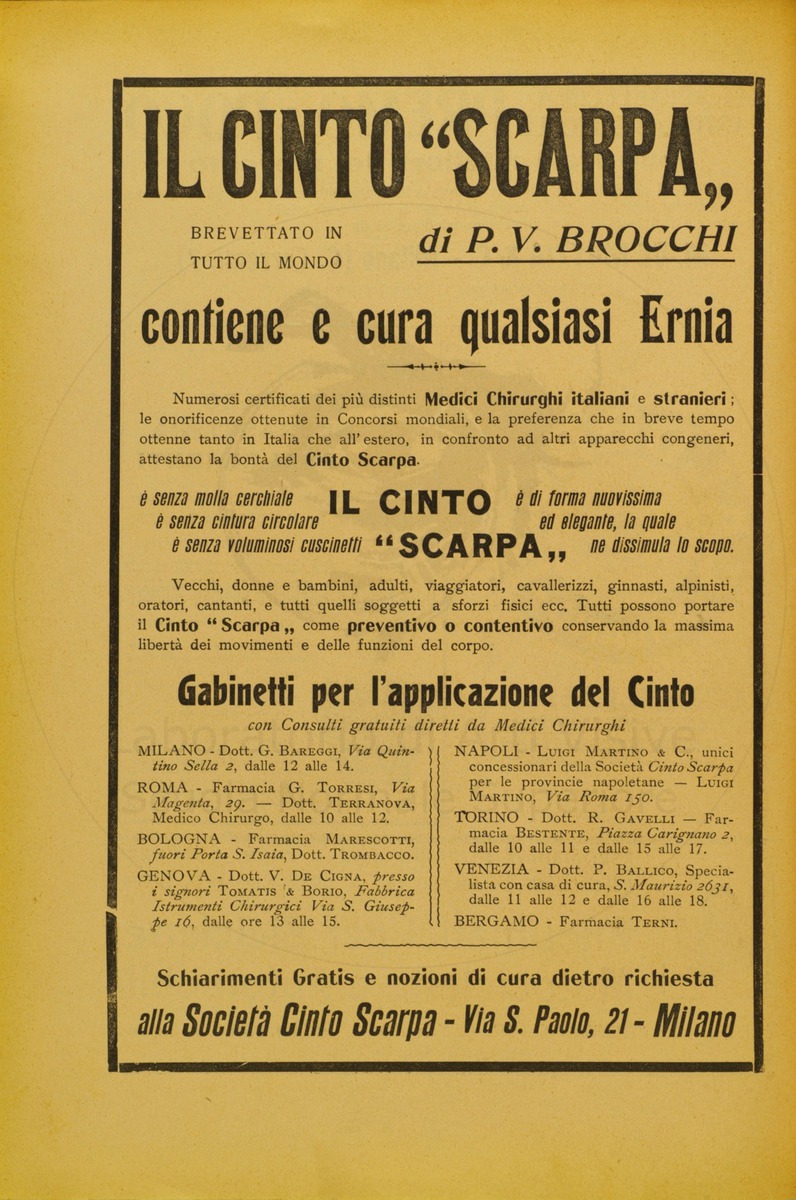 IL CINTO “SCARPA„
BREVETTATO IN
TUTTO IL MONDO
di P. V. BROCCHI
contiene e cura qualsiasi Ernia
Numerosi certificati dei più distinti Medici Chirurghi italiani e stranieri;
le onorificenze ottenute in Concorsi mondiali, e la preferenza che in breve tempo
ottenne tanto in Italia che all'estero, in confronto ad altri apparecchi congeneri,
attestano la bontà del Cinto Scarpa.
è senza molla cerchiale
è senza cintura circolare
è senza voluminosi cuscinetti
IL CINTO
“SCARPA„
è di forma nuovissima
ed elegante, la quale
ne dissimula lo scopo.
Vecchi, donne e bambini, adulti, viaggiatori, cavallerizzi, ginnasti, alpinisti,
oratori, cantanti, e tutti quelli soggetti a sforzi fisici ecc. Tutti possono portare
il Cinto “Scarpa„ come preventivo o contentivo conservando la massima
libertà dei movimenti e delle funzioni del corpo.
Gabinetti per l'applicazione del Cinto
con Consulti gratuiti diretti da Medici Chirurghi
MILANO - Dott. G. BAREGGI, Via Quin-
tino Sella 2, dalle 12 alle 14.
ROMA - Farmacia G. TORRESI, Via
Magenta, 29. — Dott. TERRANOVA,
Medico Chirurgo, dalle 10 alle 12.
BOLOGNA - Farmacia MARESCOTTI,
fuori Porta S. Isaia, Dott. TROMBACCO.
GENOVA - Dott. V. DE CIGNA, presso
i signori TOMATIS & BORIO, Fabbrica
Istrumenti Chirurgici Via S. Giusep-
pe 16, dalle ore 13 alle 15.
NAPOLI - LUIGI MARTINO & C., unici
concessionari della Società Cinto Scarpa
per le provincie napoletane — LUIGI
MARTINO, Via Roma 150.
TORINO - Dott. R. GAVELLI — Far-
macia BESTENTE, Piazza Carignano 2,
dalle 10 alle 11 e dalle 15 alle 17.
VENEZIA - Dott. P. BALLICO, Specia-
lista con casa di cura, S. Maurizio 2631,
dalle 11 alle 12 e dalle 16 alle 18.
BERGAMO - Farmacia TERNI.
Schiarimenti Gratis e nozioni di cura dietro richiesta
alla Società Cinto Scarpa - Via S. Paolo, 21 - Milano